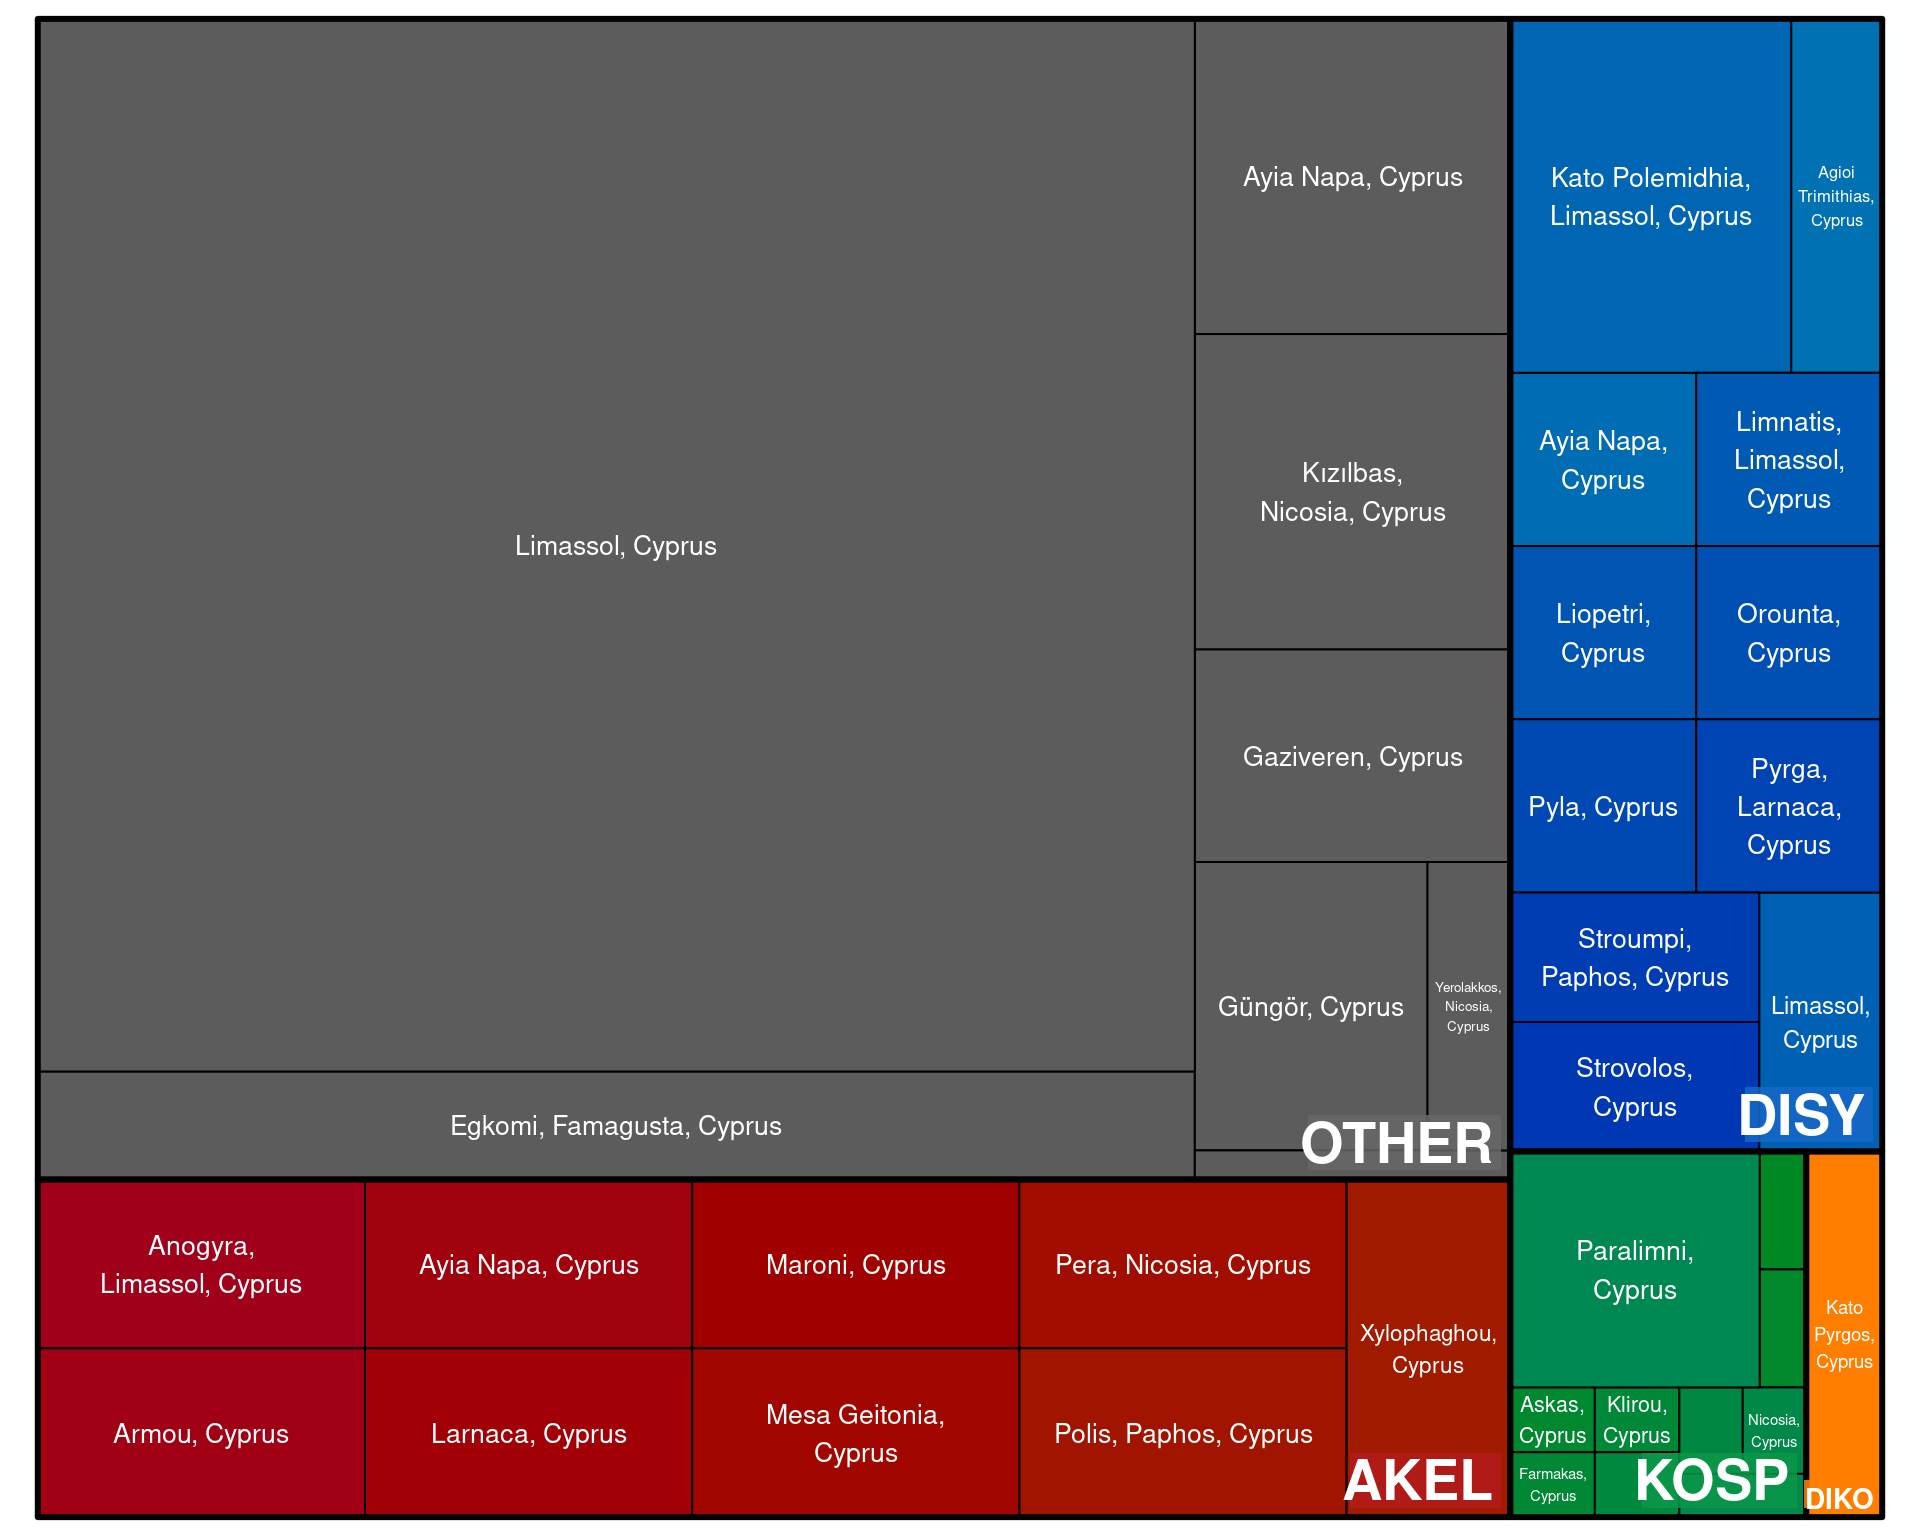 Limassol, Cyprus
Egkomi, Famagusta, Cyprus
Ayia Napa, Cyprus
Kızılbas,
Nicosia, Cyprus
Gaziveren, Cyprus
Güngör, Cyprus
Yerolakkos,
Nicosia,
Cyprus
OTHER
Kato Polemidhia,
Limassol, Cyprus
Agioi
Trimithias,
Cyprus
Ayia Napa,
Cyprus
Limnatis,
Limassol,
Cyprus
Liopetri,
Cyprus
Orounta,
Cyprus
Pyla, Cyprus
Pyrga,
Larnaca,
Cyprus
Stroumpi,
Paphos, Cyprus
Strovolos,
Cyprus
Limassol,
Cyprus
DISY
Anogyra,
Limassol, Cyprus
Ayia Napa, Cyprus
Maroni, Cyprus
Pera, Nicosia, Cyprus
Armou, Cyprus
Larnaca, Cyprus
Mesa Geitonia,
Cyprus
Polis, Paphos, Cyprus
Xylophaghou,
Cyprus
AKEL
Paralimni,
Cyprus
Askas,
Cyprus
Klirou,
Cyprus
Nicosia,
Cyprus
Farmakas,
Cyprus
KOSP
Kato
Pyrgos,
Cyprus
DIKO